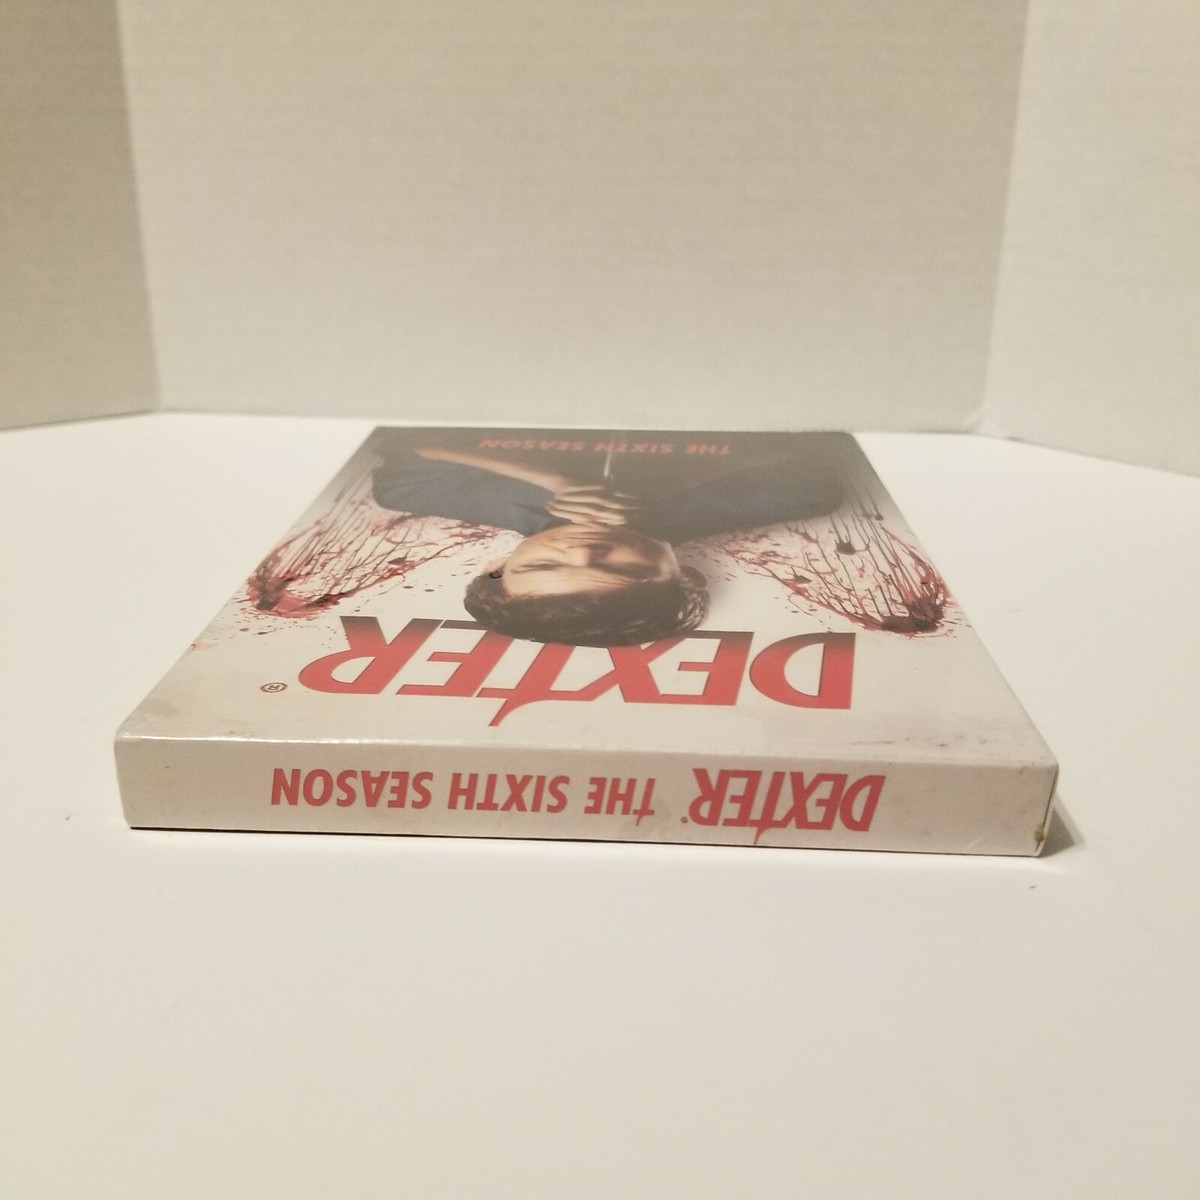 DEXTER® THE SIXTH SEASON
DEXTER®
THE SIXTH SEASON